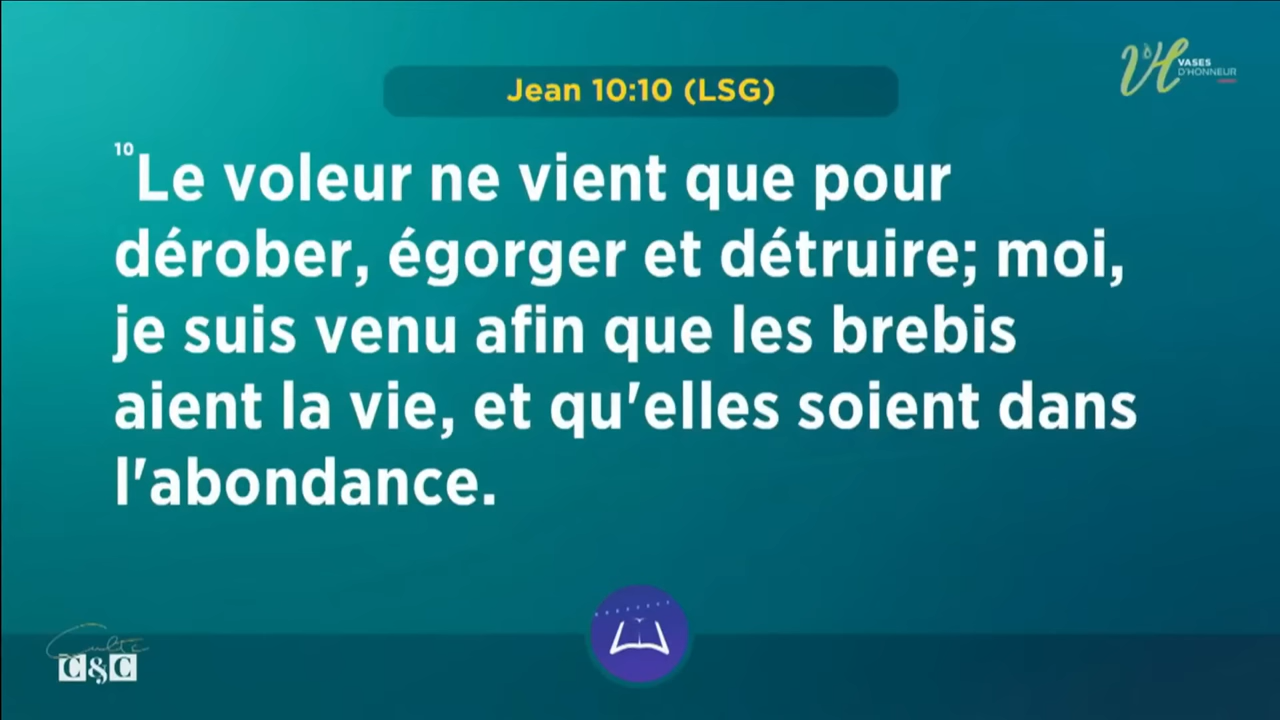 Jean 10:10 (LSG)
VASES
D'HONNEUR
10 Le voleur ne vient que pour
dérober, égorger et détruire; moi,
je suis venu afin que les brebis
aient la vie, et qu'elles soient dans
l'abondance.
Culte
C&C